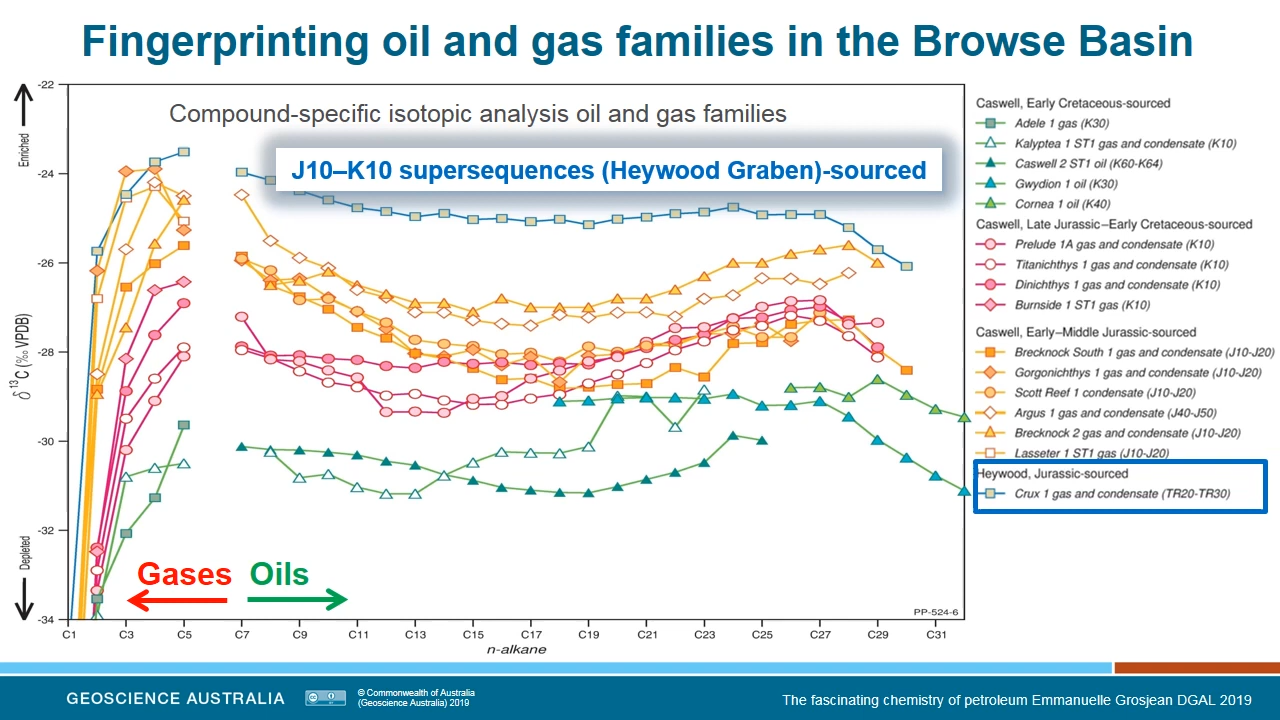 Fingerprinting oil and gas families in the Browse Basin
Compound-specific isotopic analysis oil and gas families
J10–K10 supersequences (Heywood Graben)-sourced
Enriched
δ¹³C (‰ VPDB)
Depleted
-22
-24
-26
-28
-30
-32
-34
Gases
Oils
PP-524-6
C1
C3
C5
C7
C9
C11
C13
C15
C17
C19
C21
C23
C25
C27
C29
C31
n-alkane
Caswell, Early Cretaceous-sourced
Adele 1 gas (K30)
Kalyptea 1 ST1 gas and condensate (K10)
Caswell 2 ST1 oil (K60-K64)
Gwydion 1 oil (K30)
Cornea 1 oil (K40)
Caswell, Late Jurassic–Early Cretaceous-sourced
Prelude 1A gas and condensate (K10)
Titanichthys 1 gas and condensate (K10)
Dinichthys 1 gas and condensate (K10)
Burnside 1 ST1 gas (K10)
Caswell, Early–Middle Jurassic-sourced
Brecknock South 1 gas and condensate (J10-J20)
Gorgonichthys 1 gas and condensate (J10-J20)
Scott Reef 1 condensate (J10-J20)
Argus 1 gas and condensate (J40-J50)
Brecknock 2 gas and condensate (J10-J20)
Lasseter 1 ST1 gas (J10-J20)
Heywood, Jurassic-sourced
Crux 1 gas and condensate (TR20-TR30)
GEOSCIENCE AUSTRALIA
© Commonwealth of Australia
(Geoscience Australia) 2019
The fascinating chemistry of petroleum Emmanuelle Grosjean DGAL 2019